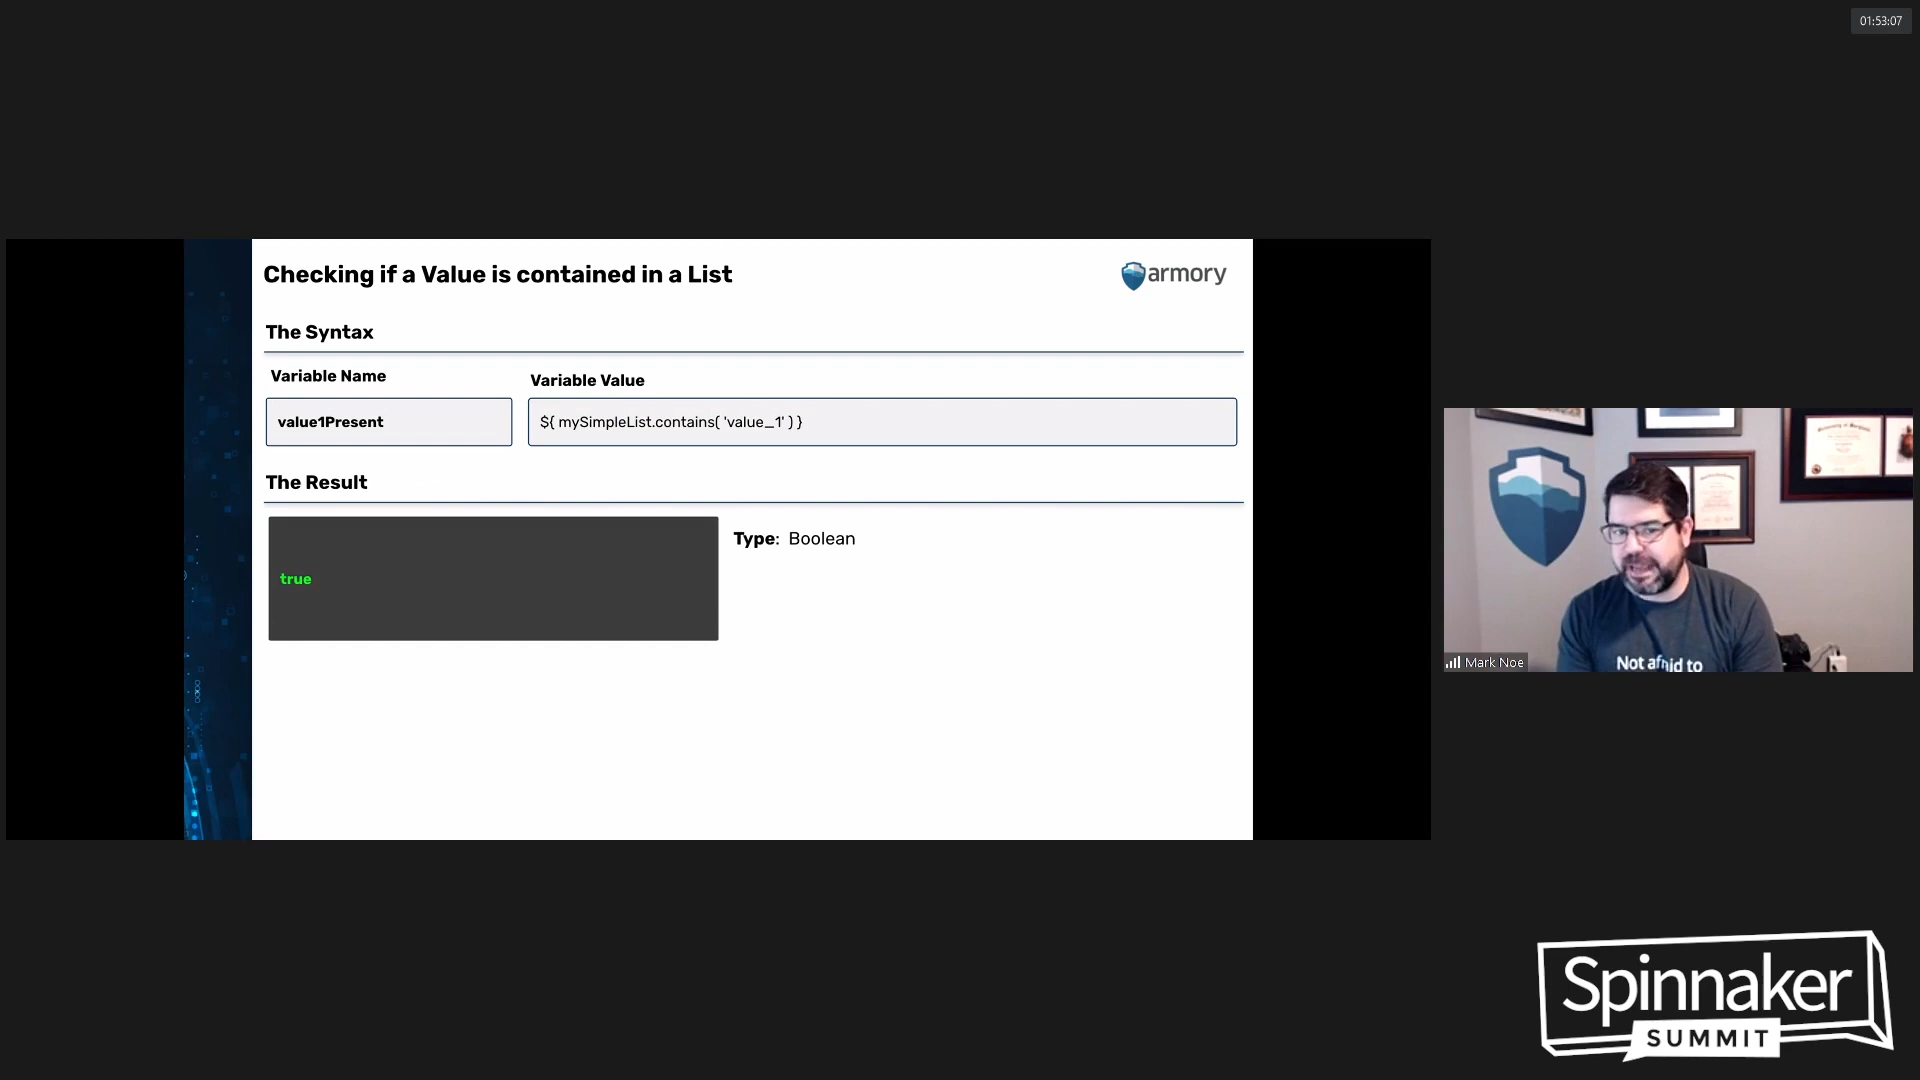 01:53:07
Checking if a Value is contained in a List
armory
The Syntax
Variable Name
Variable Value
value1Present
${ mySimpleList.contains( 'value_1' ) }
The Result
true
Type: Boolean
Not afraid to
Mark Noe
Spinnaker
SUMMIT